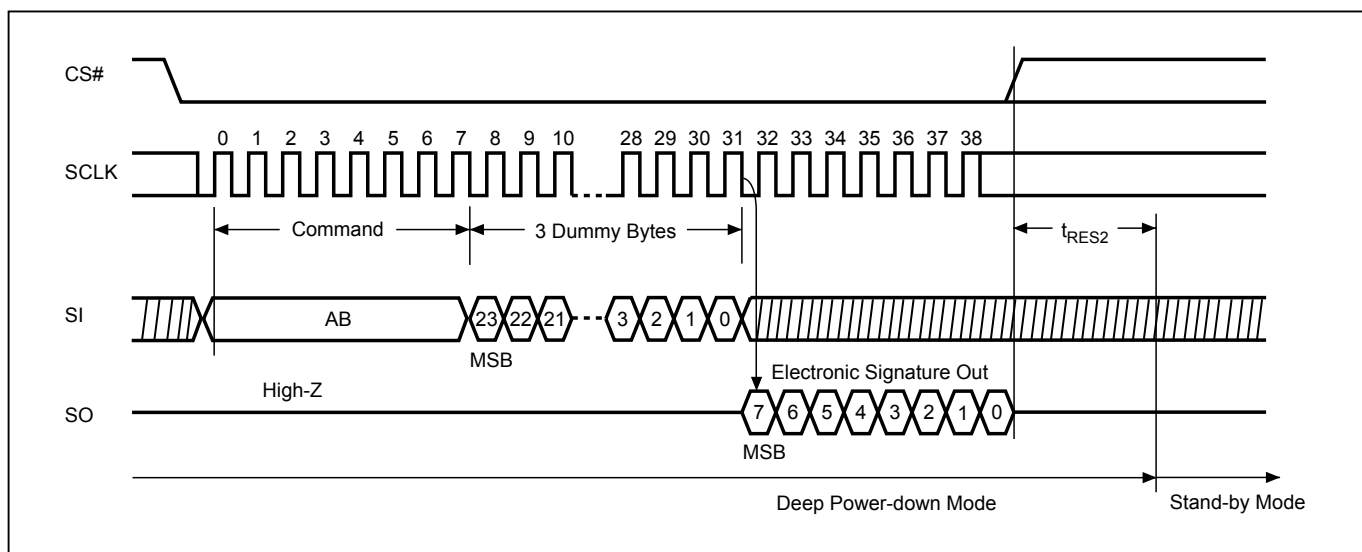 CS#
0 1 2 3 4 5 6 7 8 9 10 28 29 30 31 32 33 34 35 36 37 38
SCLK
Command 3 Dummy Bytes tRES2
SI AB 23 22 21 3 2 1 0
MSB
Electronic Signature Out
High-Z
SO 7 6 5 4 3 2 1 0
MSB
Deep Power-down Mode Stand-by Mode